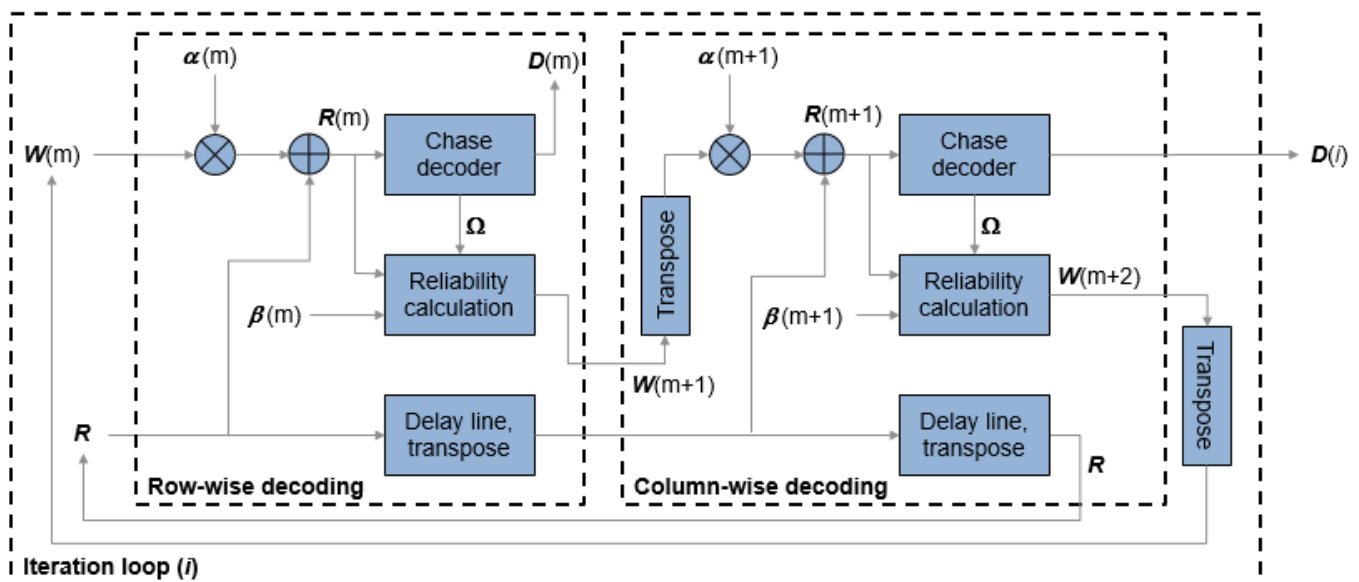 α(m)
D(m)
R(m)
W(m)
Chase
decoder
Ω
Reliability
calculation
β(m)
W(m+1)
R
Delay line,
transpose
Row-wise decoding
Transpose
α(m+1)
R(m+1)
Chase
decoder
D(i)
Ω
Reliability
calculation
W(m+2)
β(m+1)
Delay line,
transpose
R
Transpose
Column-wise decoding
Iteration loop (i)